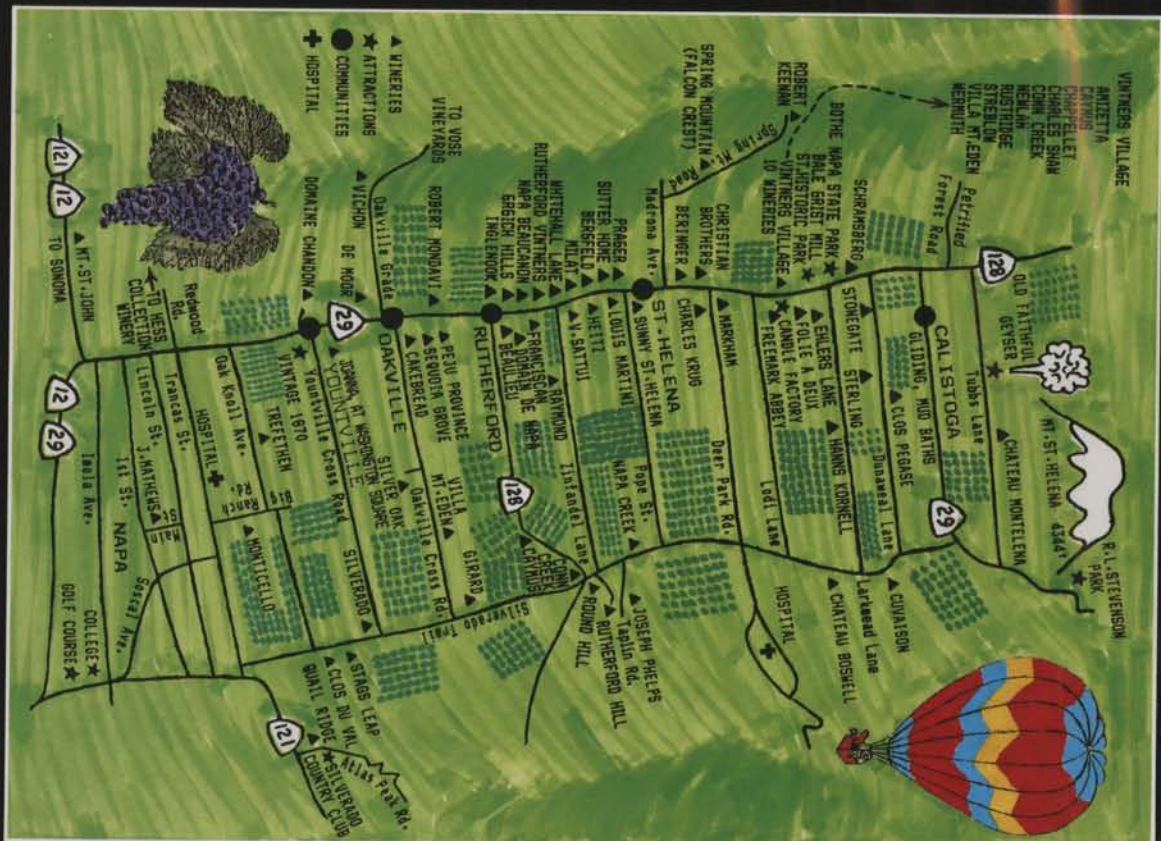 VINTNERS VILLAGE
AMIZETTA
CAYMUS
CHAPPELLET
CHARLES SHAW
CONN CREEK
NEWLAN
RUSTRIDGE
STREBLOW
VILLA MT.EDEN
WERMUTH
R.L.STEVENSON
PARK
MT.ST.HELENA 4344'
OLD FAITHFUL
GEYSER
128
Petrified
Forest Road
Tubbs Lane
CHATEAU MONTELENA
29
CALISTOGA
GLIDING, MUD BATHS
CLOS PEGASE
Dunaweal Lane
CUVAISON
SCHRAMSBERG
STONEGATE
STERLING
Larkmead Lane
CHATEAU BOSWELL
BOTHE NAPA STATE PARK
BALE GRIST MILL
ST.HISTORIC PARK
VINTNERS VILLAGE
10 WINERIES
HANNS KORNELL
EHLERS LANE
FOLIE A DEUX
CANDLE FACTORY
FREEMARK ABBEY
Lodi Lane
HOSPITAL
ROBERT
KEENAN
Spring Mt.
Road
SPRING MOUNTAIN
(FALCON CREST)
MARKHAM
Deer Park Rd.
CHRISTIAN
BROTHERS
BERINGER
CHARLES KRUG
ST.HELENA
Madrona Ave.
SUNNY ST.HELENA
Pope St.
NAPA CREEK
JOSEPH PHELPS
Taplin Rd.
RUTHERFORD HILL
ROUND HILL
LOUIS MARTINI
HEITZ
V.SATTUI
PRAGER
SUTTER HOME
BERGFELD
MILAT
WHITEHALL LANE
RUTHERFORD VINTNERS
NAPA BEAUCANON
GRGICH HILLS
INGLENOOK
Zinfandel Lane
RAYMOND
FRANCISCAN
DOMAIN DE NAPA
BEAULIEU
CONN
CREEK
CAYMUS
128
RUTHERFORD
Silverado Trail
GIRARD
VILLA
MT.EDEN
PEJU PROVINCE
SEQUOIA GROVE
CAKEBREAD
ROBERT MONDAVI
TO VOSE
VINEYARDS
Oakville Grade
OAKVILLE
Oakville Cross Rd.
SILVER OAK
VICHON
DE MOOR
29
DOMAINE CHANDON
JOANNA AT WASHINGTON SQUARE
YOUNTVILLE
Yountville Cross Road
VINTAGE 1870
SILVERADO
STAGS LEAP
CLOS DU VAL
QUAIL RIDGE
Atlas Peak Rd.
SILVERADO
COUNTRY CLUB
121
TREFETHEN
Oak Knoll Ave.
Big
Ranch
Rd.
MONTICELLO
HOSPITAL
Trancas St.
Redwood
Rd.
TO HESS
COLLECTION
WINERY
Lincoln St.
J.MATHEWS
Main
St.
1st St.
NAPA
Soscal Ave.
Imola Ave.
COLLEGE
GOLF COURSE
12
29
MT.ST.JOHN
121
12
TO SONOMA
WINERIES
ATTRACTIONS
COMMUNITIES
HOSPITAL